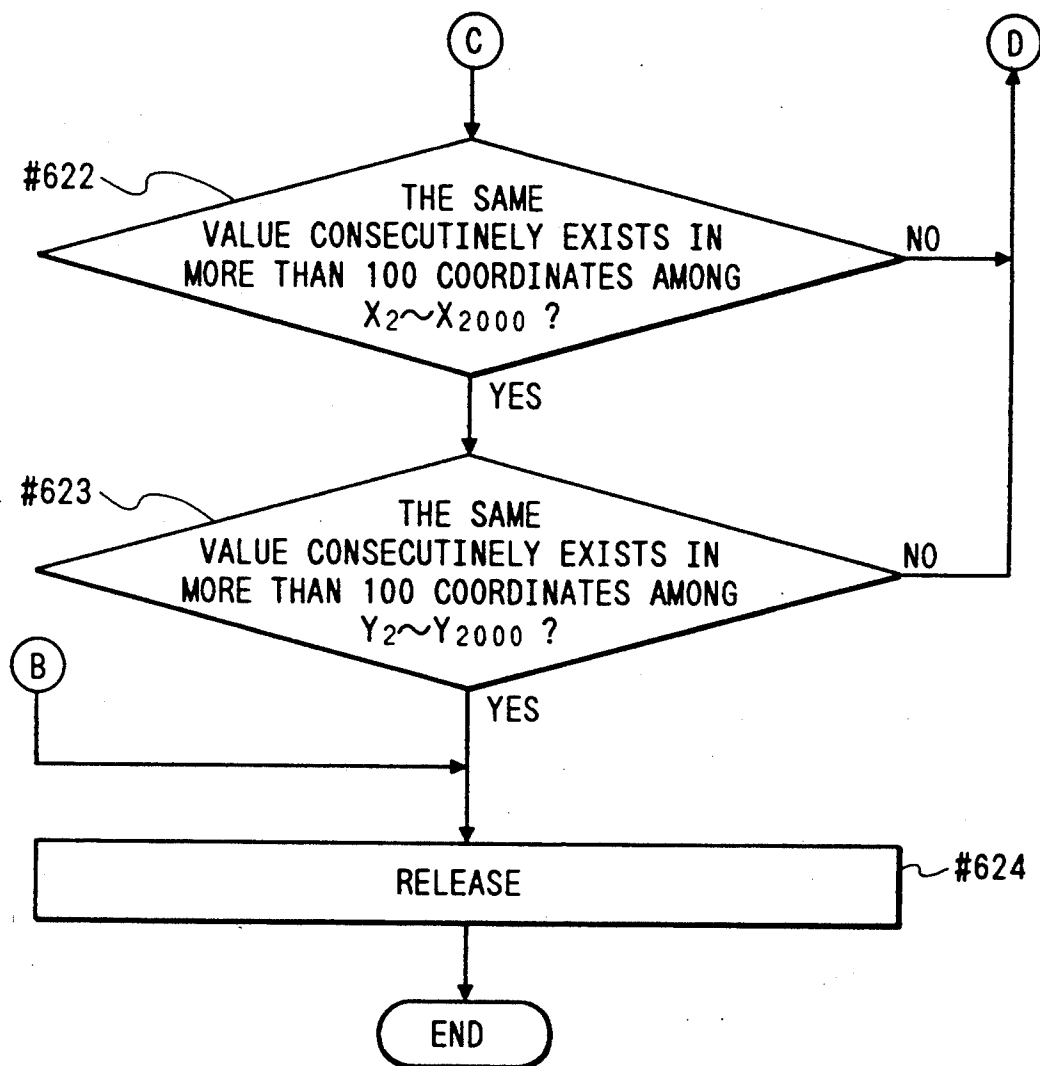 C
D
#622
THE SAME
VALUE CONSECUTINELY EXISTS IN
MORE THAN 100 COORDINATES AMONG
X2~X2000 ?
NO
YES
#623
THE SAME
VALUE CONSECUTINELY EXISTS IN
MORE THAN 100 COORDINATES AMONG
Y2~Y2000 ?
NO
B
YES
RELEASE
#624
END